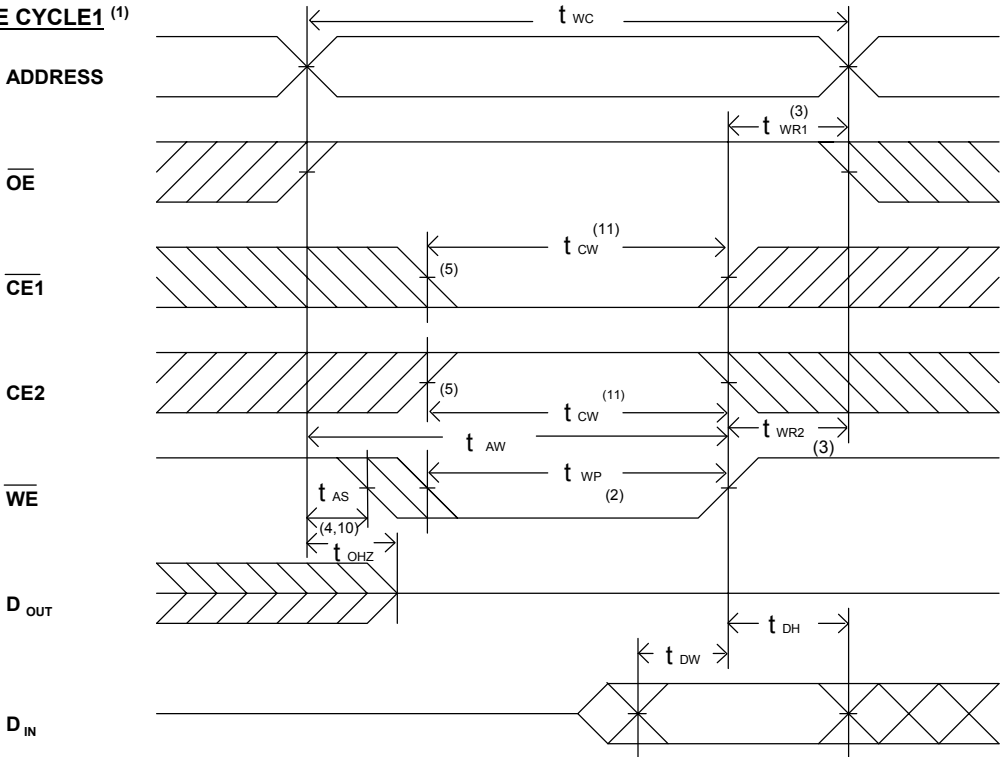 E CYCLE1 (1)
t WC
ADDRESS
(3)
t WR1
OE
t CW (11)
(5)
CE1
CE2
(5)
t CW (11)
t AW
t WR2
(3)
WE
t AS
t WP
(2)
(4,10)
t OHZ
D OUT
t DH
t DW
D IN